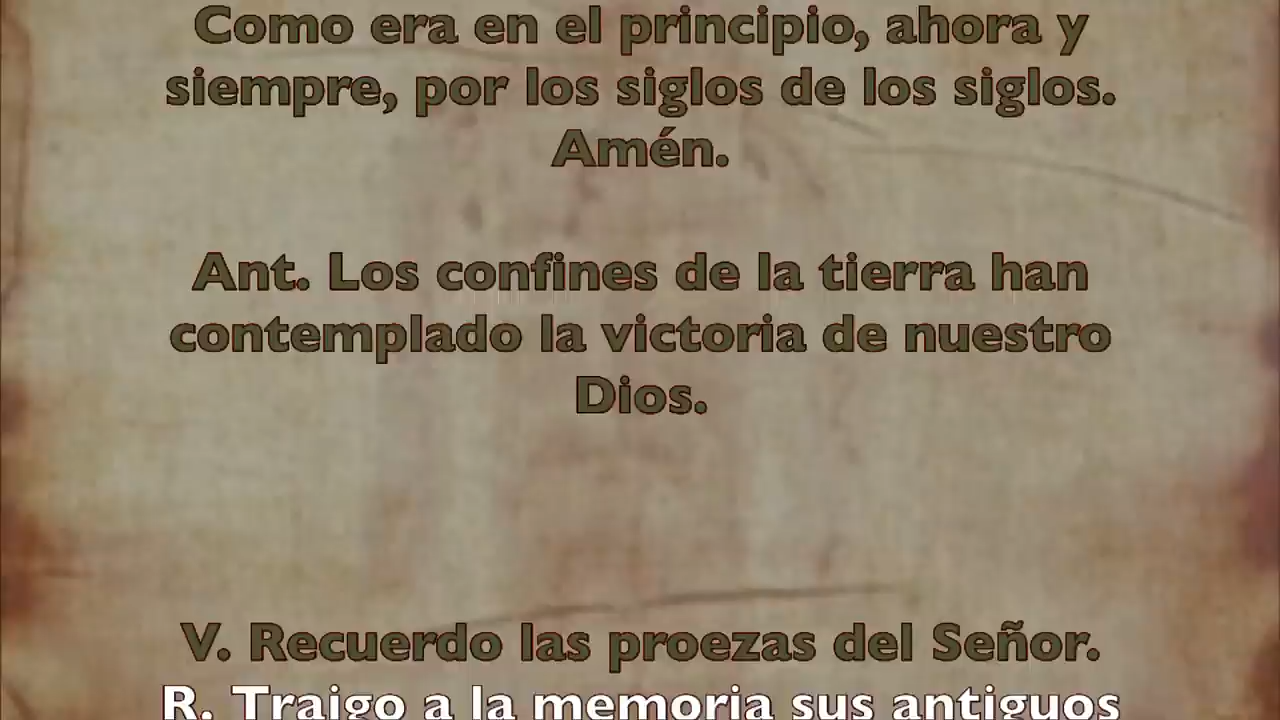 Como era en el principio, ahora y
siempre, por los siglos de los siglos.
Amén.
Ant. Los confines de la tierra han
contemplado la victoria de nuestro
Dios.
V. Recuerdo las proezas del Señor.
R. Traigo a la memoria sus antiguos